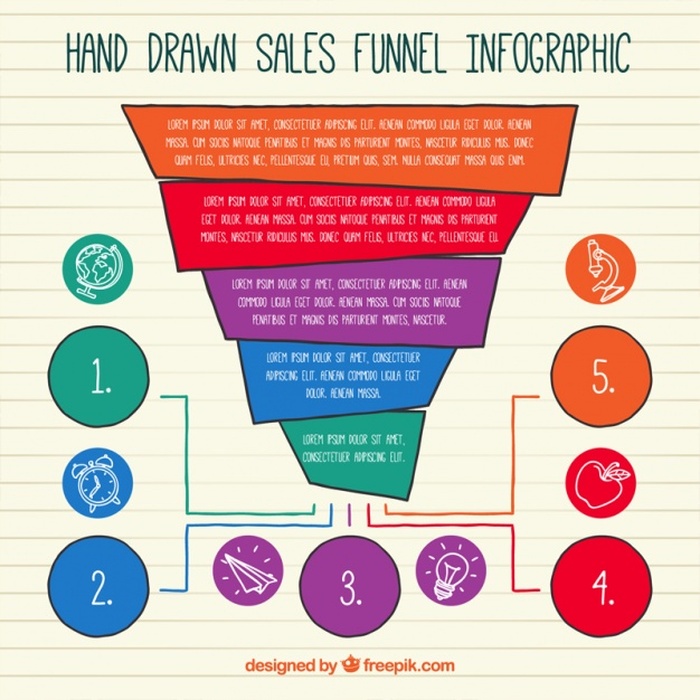 HAND DRAWN SALES FUNNEL INFOGRAPHIC
LOREM IPSUM DOLOR SIT AMET, CONSECTETUER ADIPISCING ELIT. AENEAN COMMODO LIGULA EGET DOLOR. AENEAN
MASSA. CUM SOCIIS NATOQUE PENATIBUS ET MAGNIS DIS PARTURIENT MONTES, NASCETUR RIDICULUS MUS. DONEC
QUAM FELIS, ULTRICIES NEC, PELLENTESQUE EU, PRETIUM QUIS, SEM. NULLA CONSEQUAT MASSA QUIS ENIM.
LOREM IPSUM DOLOR SIT AMET, CONSECTETUER ADIPISCING ELIT. AENEAN COMMODO LIGULA
EGET DOLOR. AENEAN MASSA. CUM SOCIIS NATOQUE PENATIBUS ET MAGNIS DIS PARTURIENT
MONTES, NASCETUR RIDICULUS MUS. DONEC QUAM FELIS, ULTRICIES NEC, PELLENTESQUE EU.
LOREM IPSUM DOLOR SIT AMET, CONSECTETUER ADIPISCING ELIT. AENEAN
COMMODO LIGULA EGET DOLOR. AENEAN MASSA. CUM SOCIIS NATOQUE
PENATIBUS ET MAGNIS DIS PARTURIENT MONTES, NASCETUR.
LOREM IPSUM DOLOR SIT AMET, CONSECTETUER
ADIPISCING ELIT. AENEAN COMMODO LIGULA EGET
DOLOR. AENEAN MASSA.
LOREM IPSUM DOLOR SIT AMET,
CONSECTETUER ADIPISCING ELIT.
1.
5.
2.
3.
4.
designed by freepik.com